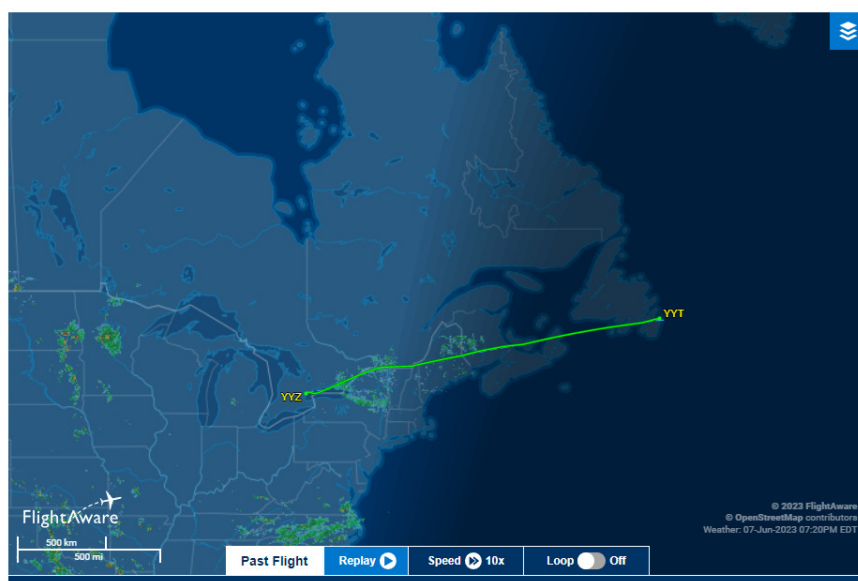 YYT
YYZ
FlightAware
500 km
500 mi
© 2023 FlightAware
© OpenStreetMap contributors
Weather: 07-Jun-2023 07:20PM EDT
Past Flight Replay Speed 10x Loop Off